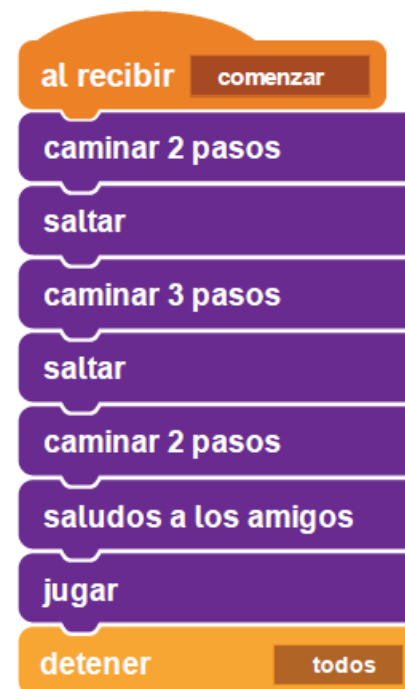 al recibir comenzar
caminar 2 pasos
saltar
caminar 3 pasos
saltar
caminar 2 pasos
saludos a los amigos
jugar
detener todos